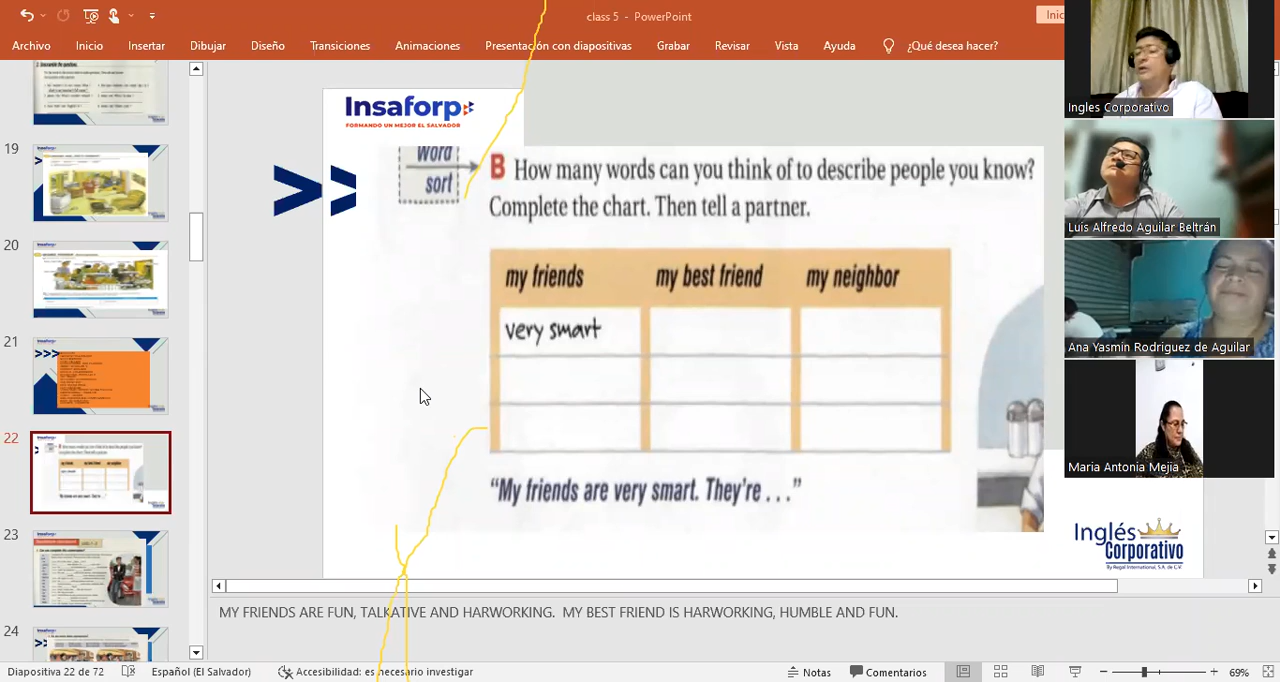 class 5 - PowerPoint
Inic
Archivo Inicio Insertar Dibujar Diseño Transiciones Animaciones Presentación con diapositivas Grabar Revisar Vista Ayuda ¿Qué desea hacer?
Insaforp
FORMANDO UN MEJOR EL SALVADOR
word
sort
B How many words can you think of to describe people you know?
Complete the chart. Then tell a partner.
my friends my best friend my neighbor
very smart
"My friends are very smart. They're . . ."
Inglés
Corporativo
By Regal International, S.A. de C.V.
19
20
21
22
23
24
Ingles Corporativo
Luis Alfredo Aguilar Beltrán
Ana Yasmin Rodriguez de Aguilar
Maria Antonia Mejia
MY FRIENDS ARE FUN, TALKATIVE AND HARWORKING. MY BEST FRIEND IS HARWORKING, HUMBLE AND FUN.
Diapositiva 22 de 72 Español (El Salvador) Accesibilidad: es necesario investigar Notas Comentarios 69%